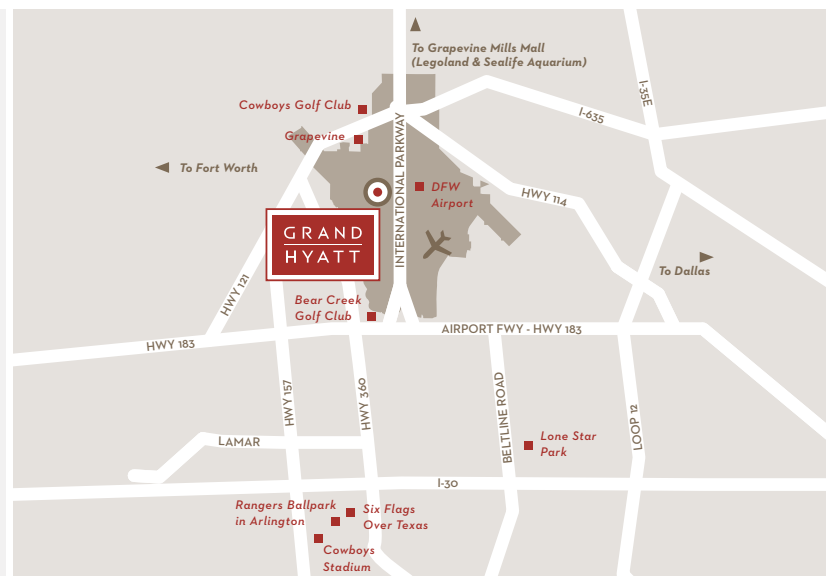 To Grapevine Mills Mall
(Legoland & Sealife Aquarium)
I-35E
Cowboys Golf Club
I-635
Grapevine
INTERNATIONAL PARKWAY
To Fort Worth
DFW
Airport
HWY 114
GRAND
HYATT
To Dallas
HWY 121
Bear Creek
Golf Club
AIRPORT FWY - HWY 183
HWY 183
HWY 157
HWY 360
BELTLINE ROAD
LOOP 12
LAMAR
Lone Star
Park
I-30
Rangers Ballpark
in Arlington
Six Flags
Over Texas
Cowboys
Stadium